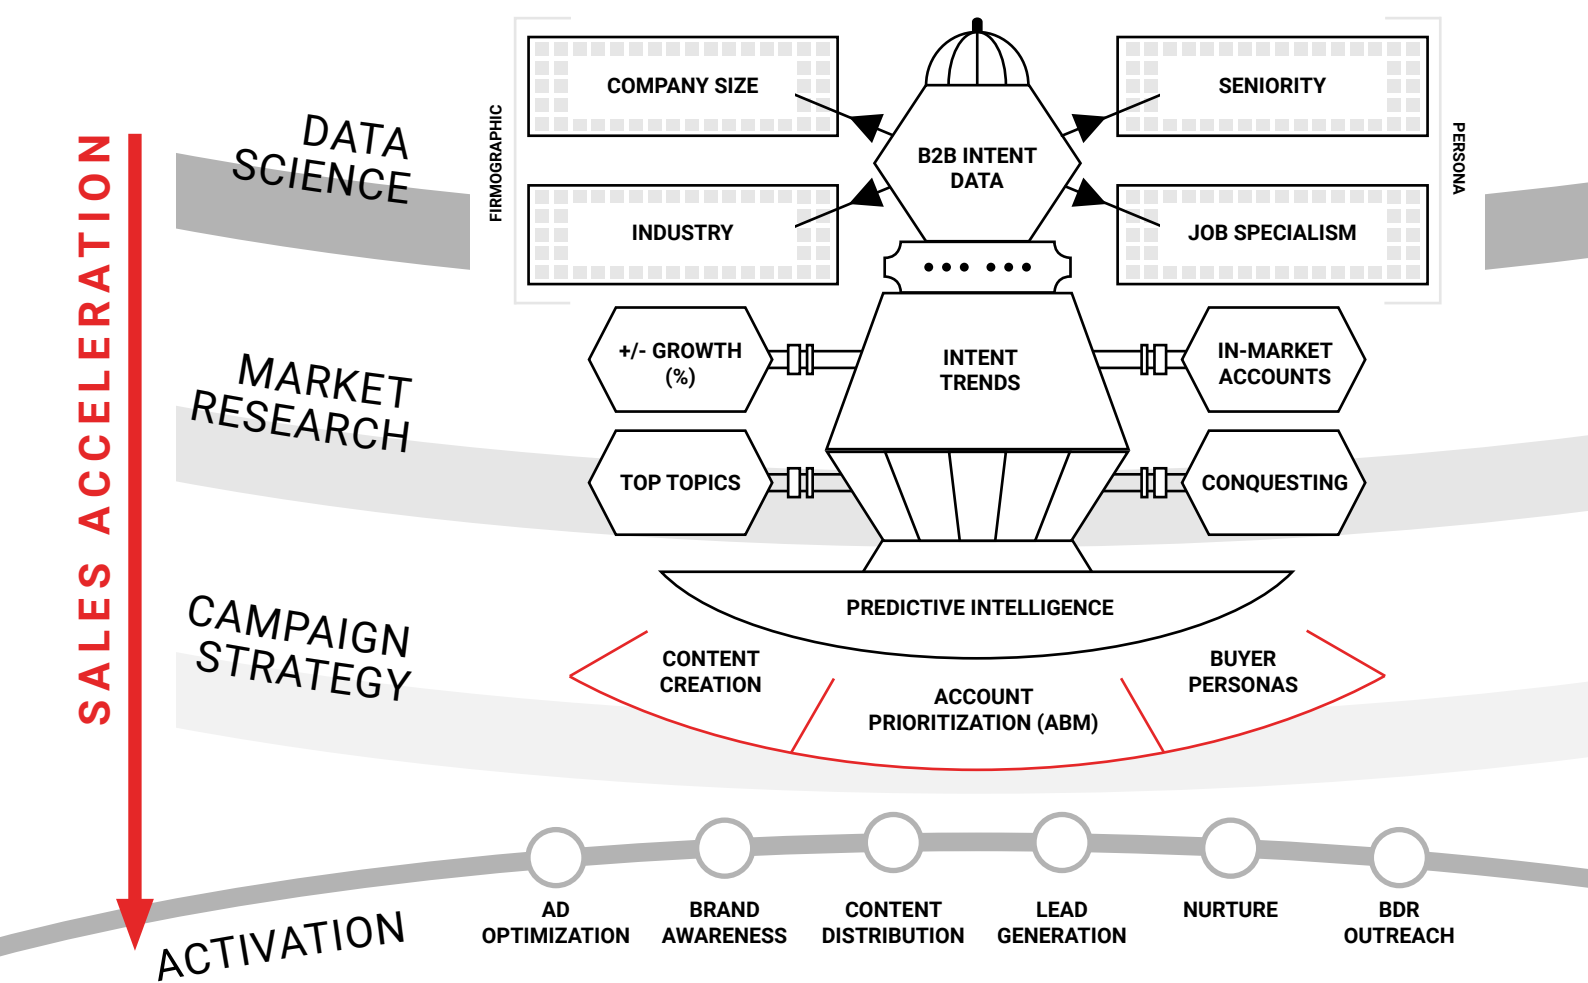 SALES ACCELERATION
DATA
SCIENCE
FIRMOGRAPHIC
COMPANY SIZE
INDUSTRY
B2B INTENT
DATA
SENIORITY
JOB SPECIALISM
PERSONA
MARKET
RESEARCH
+/- GROWTH
(%)
TOP TOPICS
INTENT
TRENDS
IN-MARKET
ACCOUNTS
CONQUESTING
CAMPAIGN
STRATEGY
PREDICTIVE INTELLIGENCE
CONTENT
CREATION
ACCOUNT
PRIORITIZATION (ABM)
BUYER
PERSONAS
ACTIVATION
AD
OPTIMIZATION
BRAND
AWARENESS
CONTENT
DISTRIBUTION
LEAD
GENERATION
NURTURE
BDR
OUTREACH